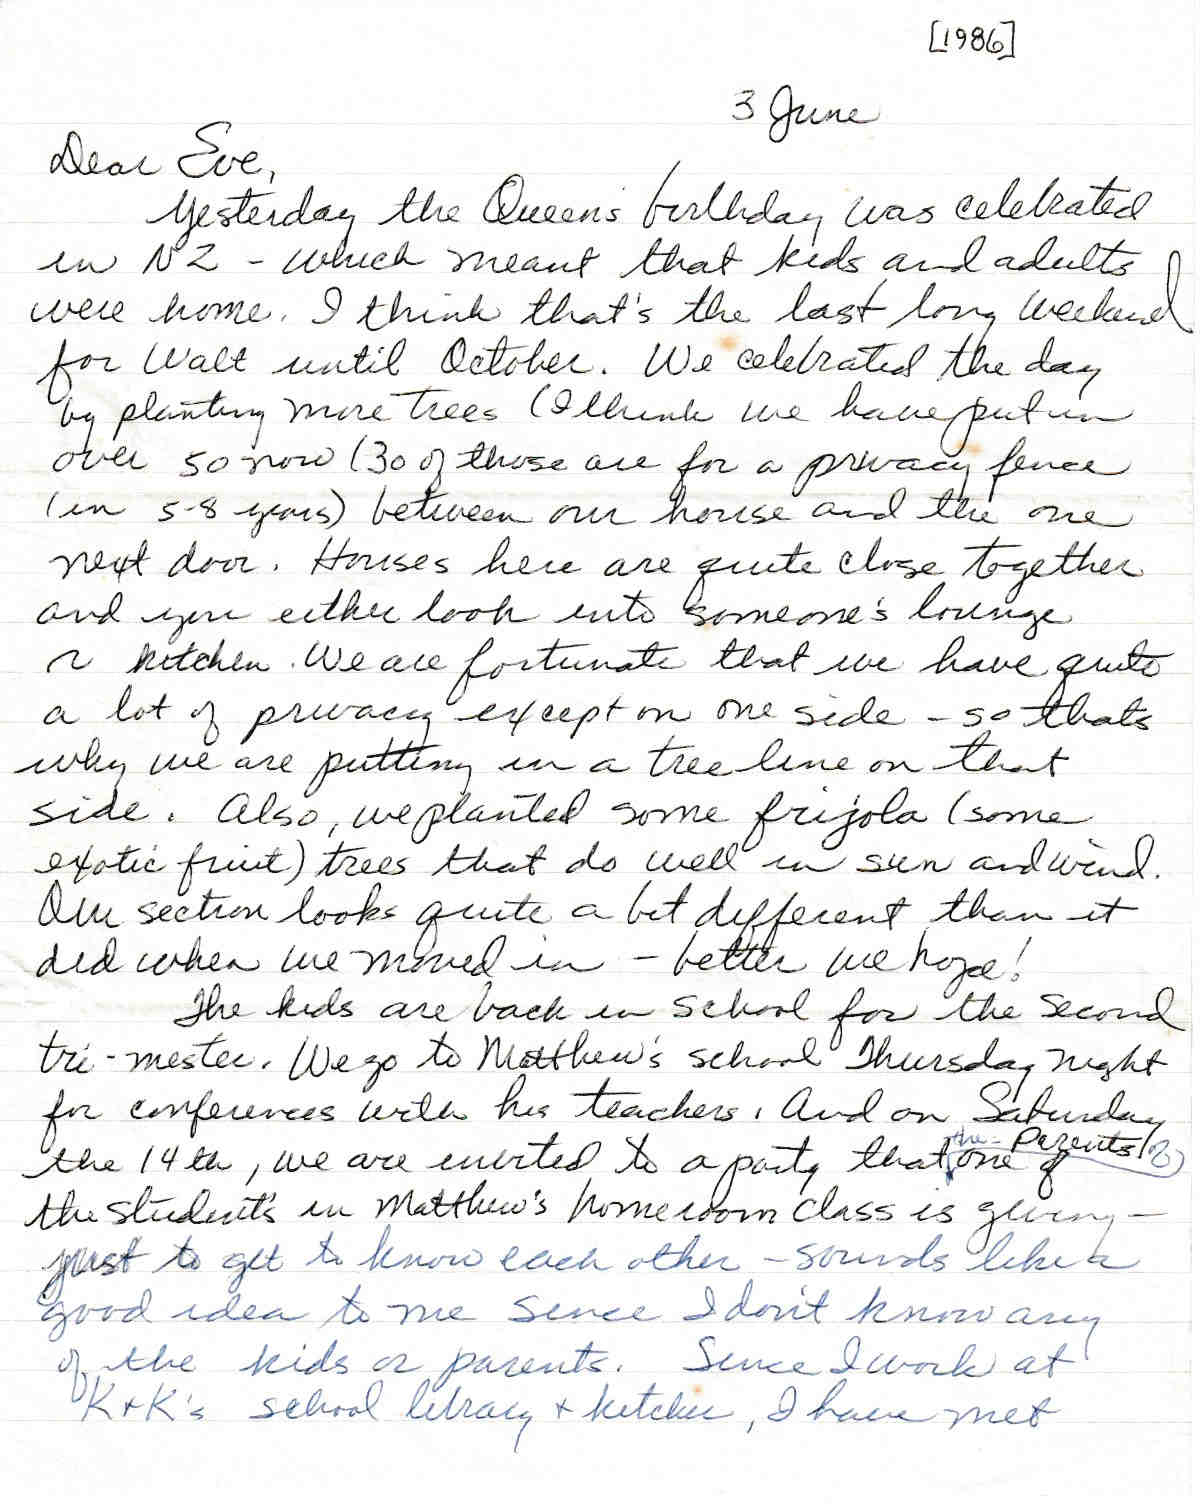 [1986]
3 June
Dear Eve,
Yesterday the Queen's birthday was celebrated
in NZ - which meant that kids and adults
were home. I think that's the last long weekend
for Walt until October. We celebrated the day
by planting more trees (I think we have put in
over 50 now (30 of those are for a privacy fence
(in 5-8 years) between our house and the one
next door. Houses here are quite close together
and you either look into someone's lounge
or kitchen. We are fortunate that we have quite
a lot of privacy except on one side - so thats
why we are putting in a tree line on that
side. Also, we planted some frijola (some
exotic fruit) trees that do well in sun and wind.
Our section looks quite a bit different than it
did when we moved in - better we hope!
The kids are back in school for the second
tri-mester. We go to Matthew's school Thursday night
for conferences with his teachers. And on Saturday
the 14th, we are invited to a party that the parents of one of
the students in Matthew's homeroom class is giving -
just to get to know each other - sounds like a
good idea to me since I don't know any
of the kids or parents. Since I work at
K+K's school library + kitchen, I have met